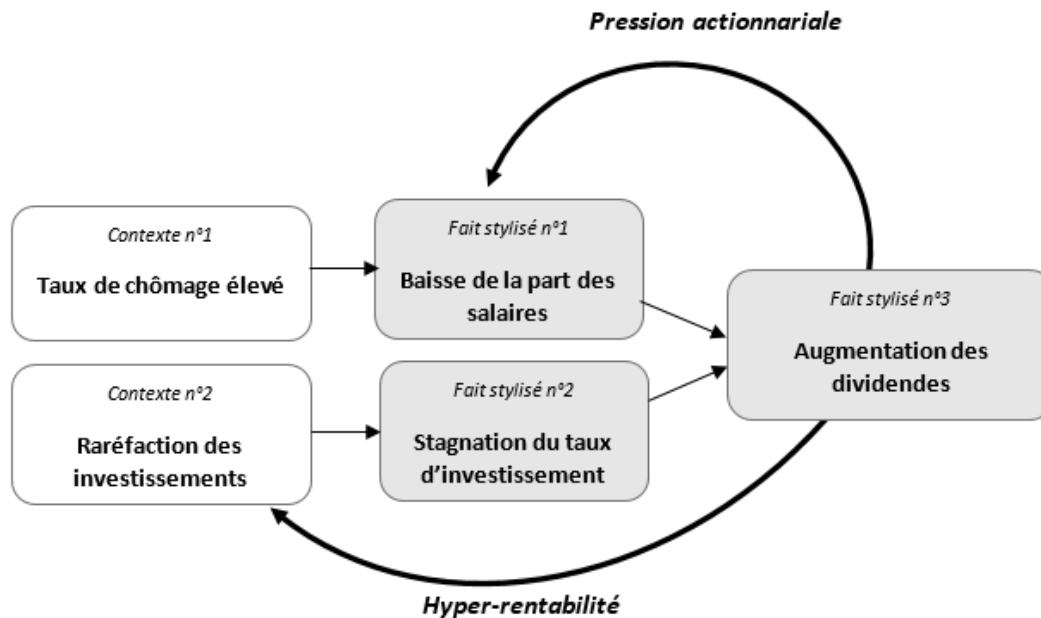 Pression actionnariale
Contexte n°1
Taux de chômage élevé
Fait stylisé n°1
Baisse de la part des
salaires
Contexte n°2
Raréfaction des
investissements
Fait stylisé n°2
Stagnation du taux
d’investissement
Fait stylisé n°3
Augmentation des
dividendes
Hyper-rentabilité